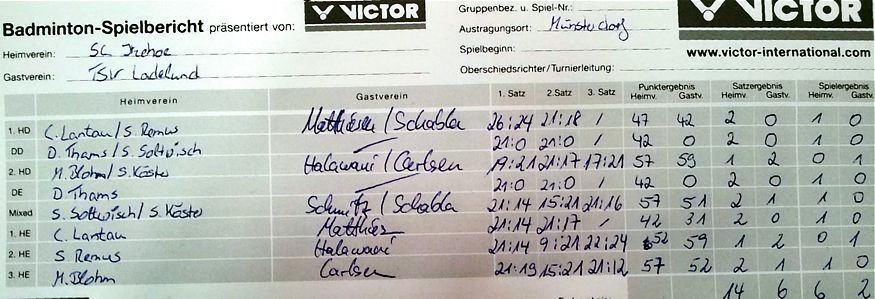 VICTOR
VICTOR
Badminton-Spielbericht präsentiert von:
Gruppenbez. u. Spiel-Nr.:
Austragungsort: Münsterdorf
Heimverein: SC Itzehoe
Spielbeginn:
www.victor-international.com
Gastverein: TSV Ladelund
Oberschiedsrichter/Turnierleitung:
Heimverein Gastverein 1. Satz 2. Satz 3. Satz Punktergebnis Heimv. Gastv. Satzergebnis Heimv. Gastv. Spielergebnis Heimv. Gastv.
1. HD C. Lantau/S. Remus Matthiesen/Schabla 26:24 21:18 / 47 42 2 0 1 0
DD D. Thams/S. Soltwisch 21:0 21:0 / 42 0 2 0 1 0
2. HD M. Blohm/S. Köster Halawani/Carlsen 19:21 21:17 17:21 57 59 1 2 0 1
DE D. Thams 21:0 21:0 / 42 0 2 0 1 0
Mixed S. Soltwisch/S. Köster Schmitz/Schabla 21:14 15:21 21:16 57 51 2 1 1 0
1. HE C. Lantau 21:14 21:17 / 42 31 2 0 1 0
2. HE S. Remus Halawani 21:14 9:21 22:24 52 59 1 2 0 1
3. HE M. Blohm Carlsen 21:19 15:21 21:12 57 52 2 1 1 0
14 6 6 2